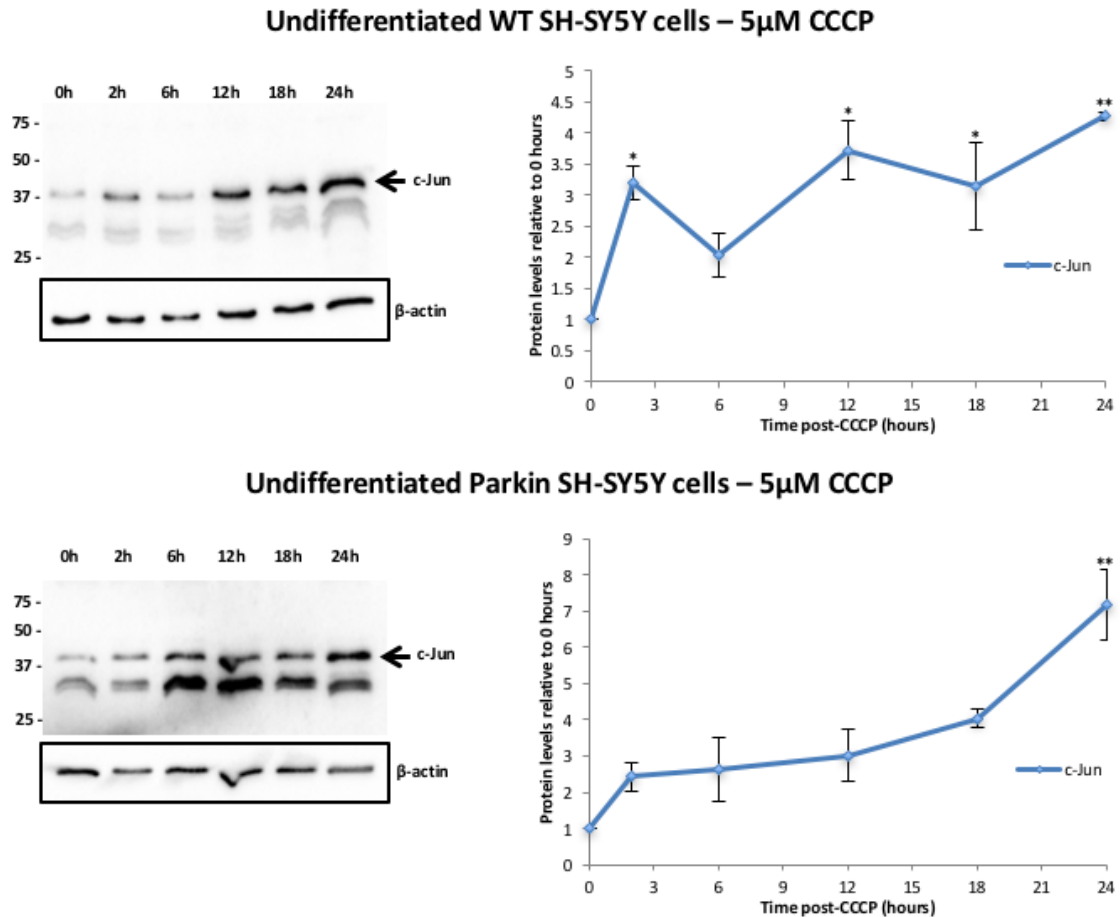 Undifferentiated WT SH-SY5Y cells – 5µM CCCP
0h 2h 6h 12h 18h 24h
75 -
50 -
37 -
25 -
c-Jun
β-actin
Protein levels relative to 0 hours
5
4.5
4
3.5
3
2.5
2
1.5
1
0.5
0
* * * **
c-Jun
0 3 6 9 12 15 18 21 24
Time post-CCCP (hours)
Undifferentiated Parkin SH-SY5Y cells – 5µM CCCP
0h 2h 6h 12h 18h 24h
75 -
50 -
37 -
25 -
c-Jun
β-actin
Protein levels relative to 0 hours
9
8
7
6
5
4
3
2
1
0
**
c-Jun
0 3 6 9 12 15 18 21 24
Time post-CCCP (hours)